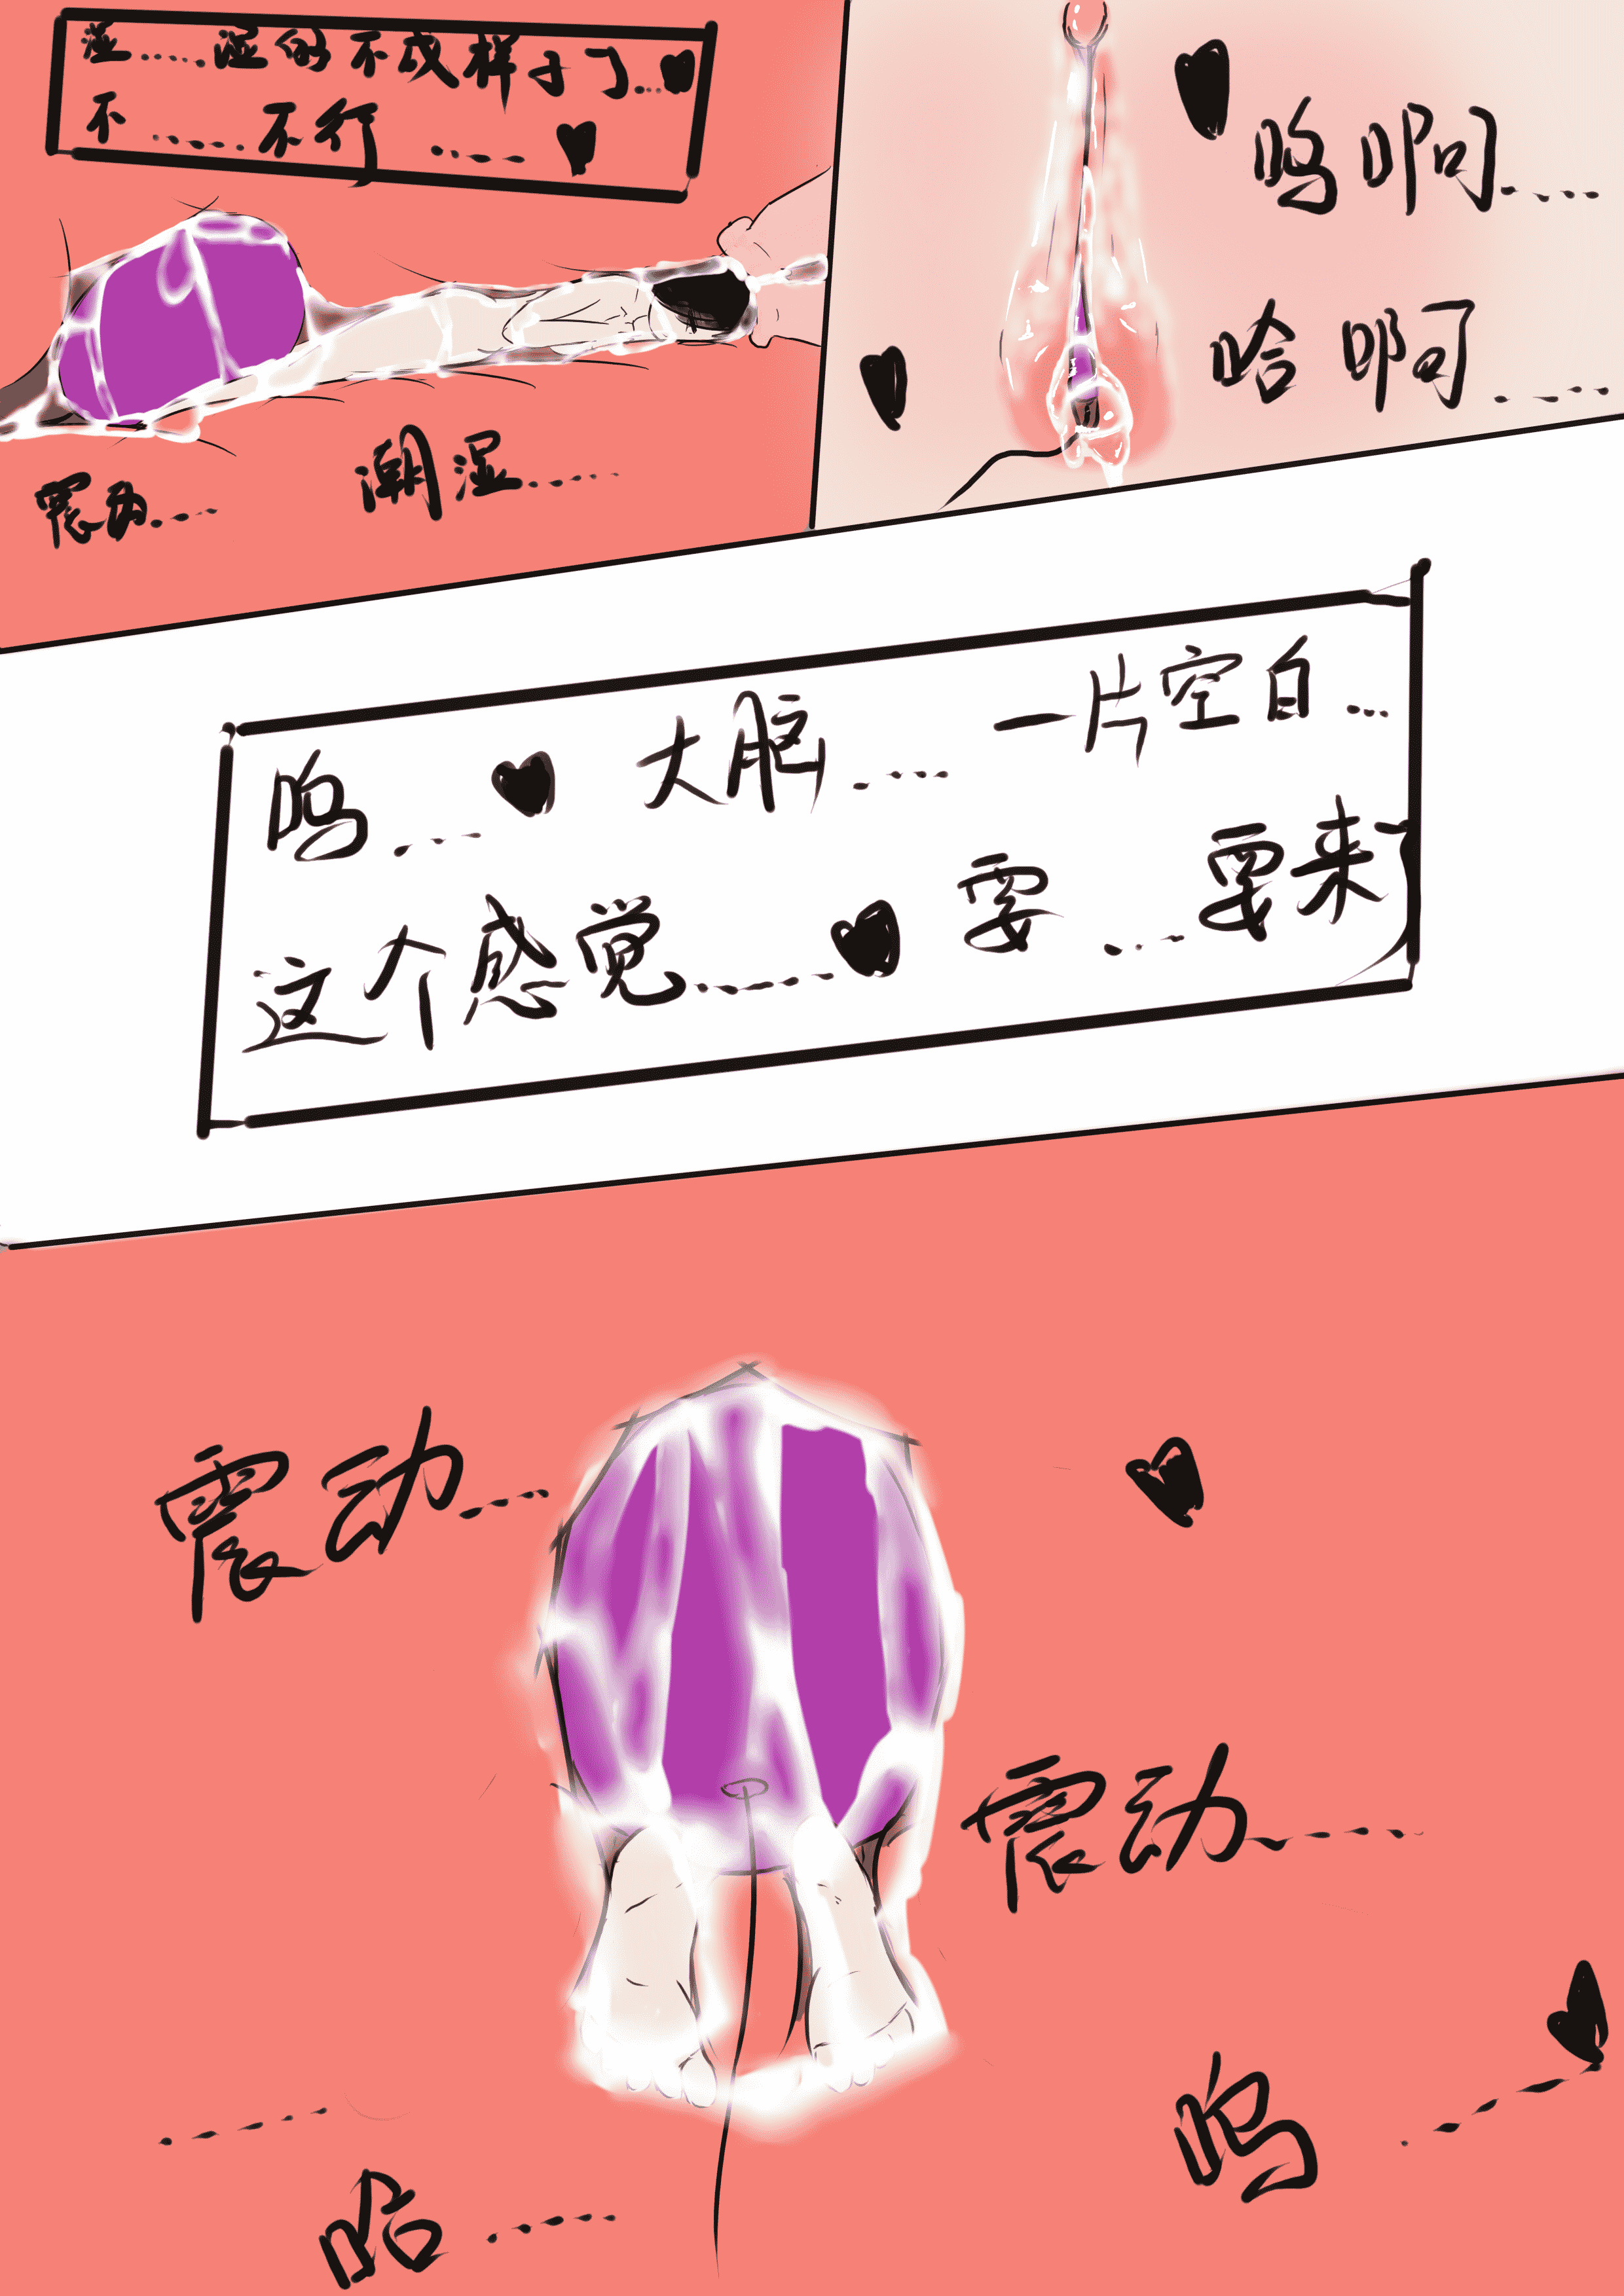 湿......湿的不成样子了...
不......不行......
震动......
潮湿......
呜啊......
哈啊......
呜......大脑......一片空白...
这个感觉......要......要来
震动......
震动......
呜......
哈......